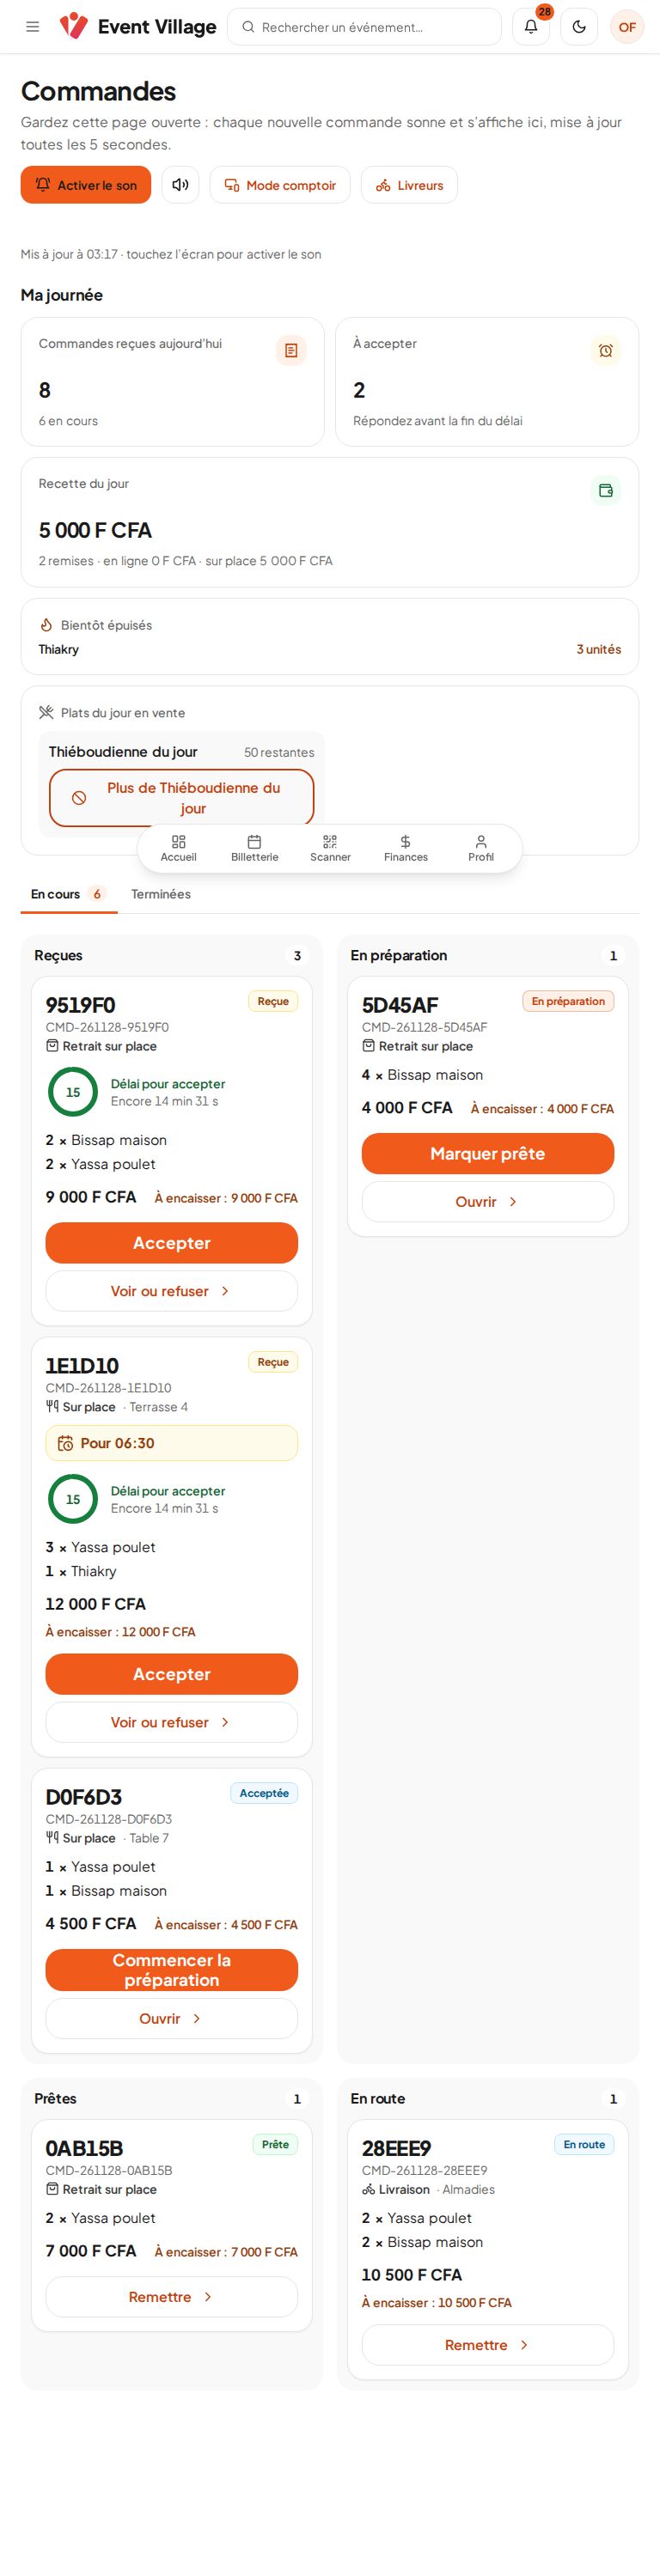 Event Village
Rechercher un événement…
28
OF
Commandes
Gardez cette page ouverte : chaque nouvelle commande sonne et s'affiche ici, mise à jour
toutes les 5 secondes.
Activer le son
Mode comptoir
Livreurs
Mis à jour à 03:17 · touchez l'écran pour activer le son
Ma journée
Commandes reçues aujourd'hui
8
6 en cours
À accepter
2
Répondez avant la fin du délai
Recette du jour
5 000 F CFA
2 remises · en ligne 0 F CFA · sur place 5 000 F CFA
Bientôt épuisés
Thiakry
3 unités
Plats du jour en vente
Thiéboudienne du jour
50 restantes
Plus de Thiéboudienne du
jour
Accueil
Billetterie
Scanner
Finances
Profil
En cours 6
Terminées
Reçues
3
9519F0
Reçue
CMD-261128-9519F0
Retrait sur place
15
Délai pour accepter
Encore 14 min 31 s
2 × Bissap maison
2 × Yassa poulet
9 000 F CFA
À encaisser : 9 000 F CFA
Accepter
Voir ou refuser
1E1D10
Reçue
CMD-261128-1E1D10
Sur place · Terrasse 4
Pour 06:30
15
Délai pour accepter
Encore 14 min 31 s
3 × Yassa poulet
1 × Thiakry
12 000 F CFA
À encaisser : 12 000 F CFA
Accepter
Voir ou refuser
D0F6D3
Acceptée
CMD-261128-D0F6D3
Sur place · Table 7
1 × Yassa poulet
1 × Bissap maison
4 500 F CFA
À encaisser : 4 500 F CFA
Commencer la
préparation
Ouvrir
En préparation
1
5D45AF
En préparation
CMD-261128-5D45AF
Retrait sur place
4 × Bissap maison
4 000 F CFA
À encaisser : 4 000 F CFA
Marquer prête
Ouvrir
Prêtes
1
0AB15B
Prête
CMD-261128-0AB15B
Retrait sur place
2 × Yassa poulet
7 000 F CFA
À encaisser : 7 000 F CFA
Remettre
En route
1
28EEE9
En route
CMD-261128-28EEE9
Livraison · Almadies
2 × Yassa poulet
2 × Bissap maison
10 500 F CFA
À encaisser : 10 500 F CFA
Remettre